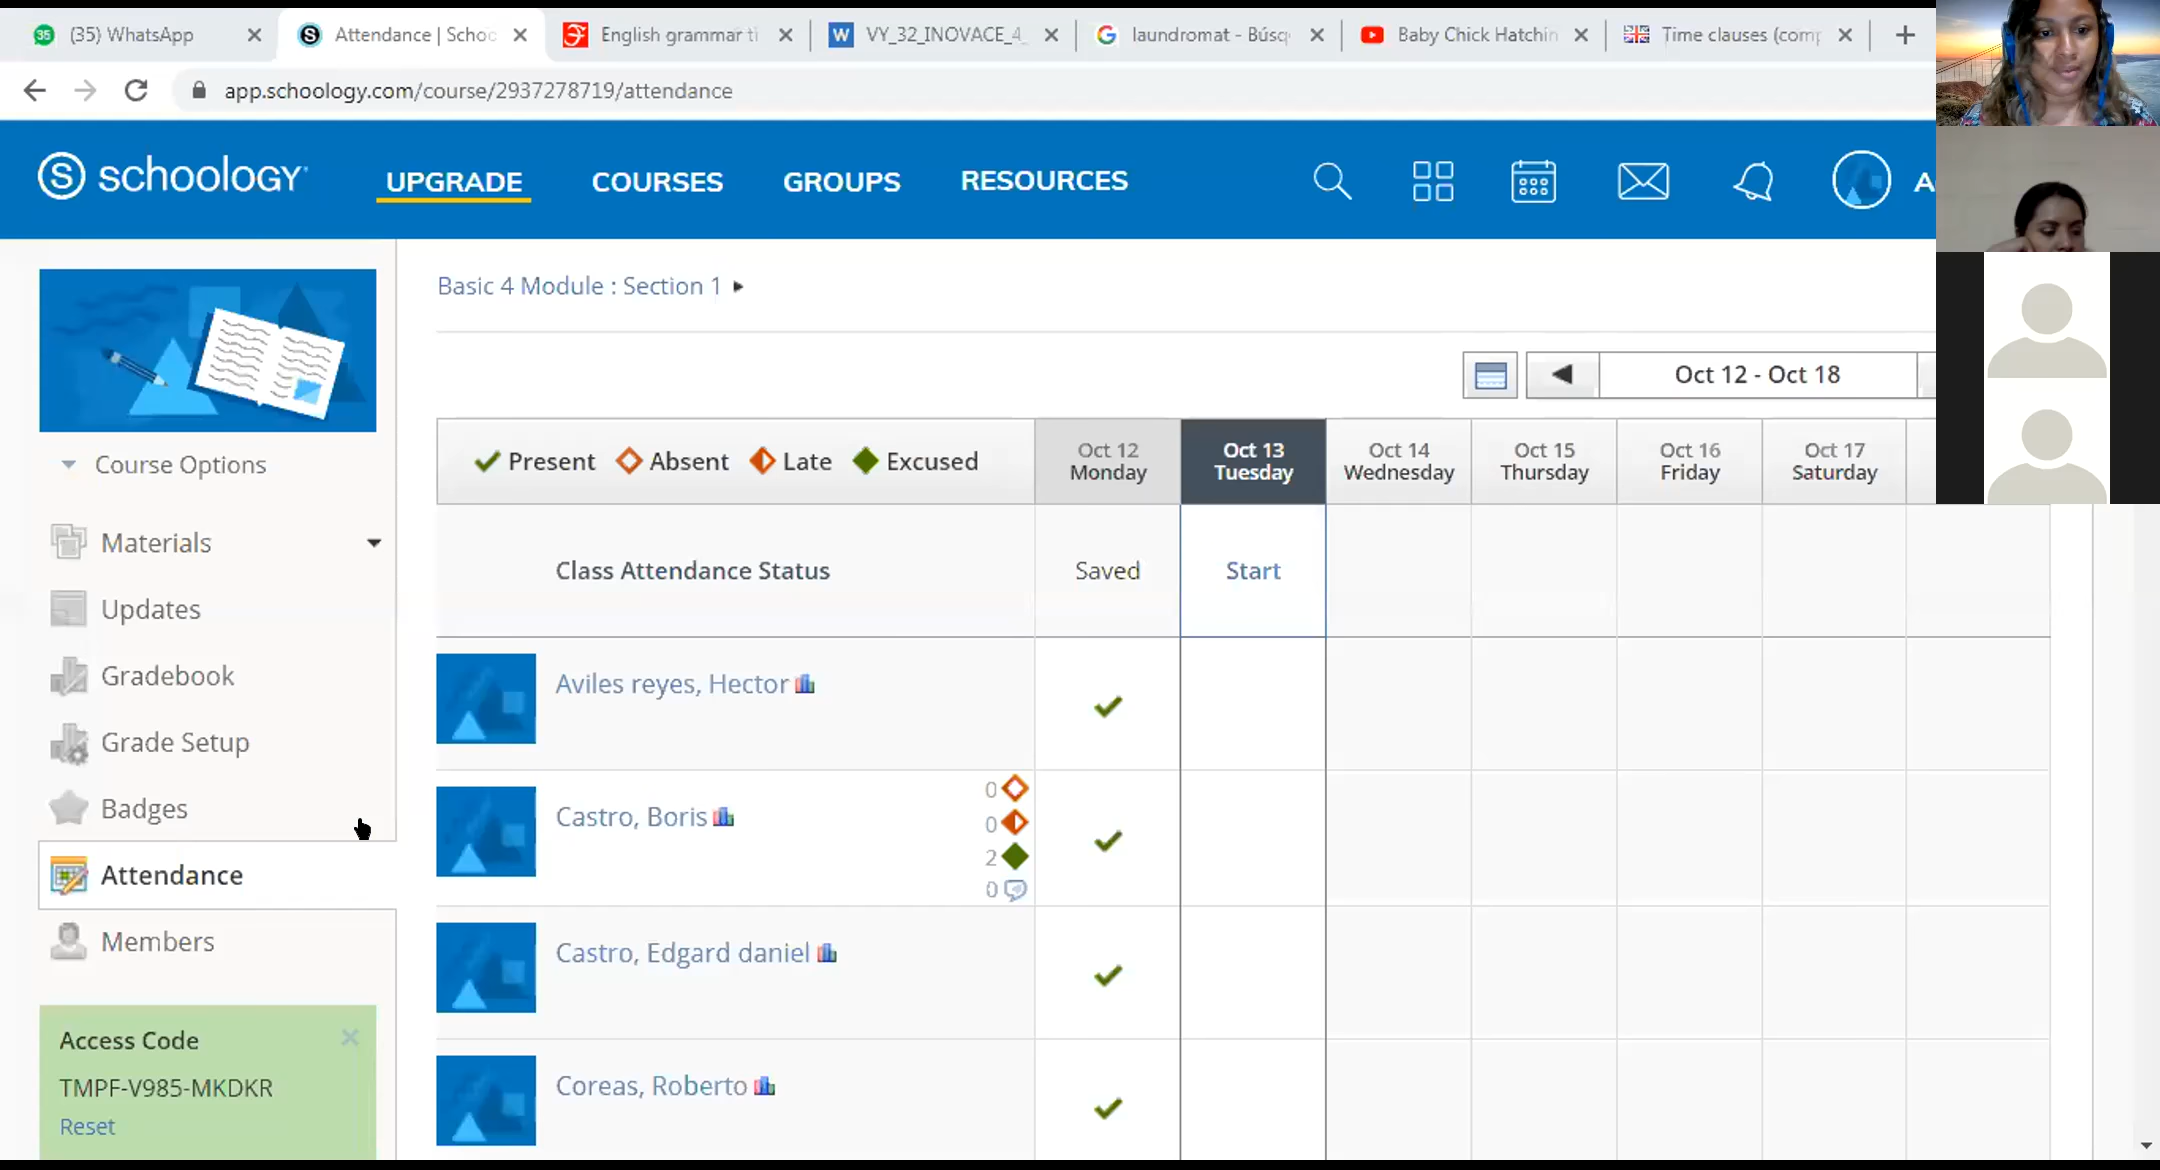 35 (35) WhatsApp
Attendance | Schoo
English grammar ti
W VY_32_INOVACE_4_
laundromat - Búsq
Baby Chick Hatchin
Time clauses (comp
app.schoology.com/course/2937278719/attendance
S schoology
UPGRADE
COURSES
GROUPS
RESOURCES
Basic 4 Module : Section 1
Oct 12 - Oct 18
Course Options
Materials
Updates
Gradebook
Grade Setup
Badges
Attendance
Members
Access Code
TMPF-V985-MKDKR
Reset
Present Absent Late Excused
Oct 12
Monday
Oct 13
Tuesday
Oct 14
Wednesday
Oct 15
Thursday
Oct 16
Friday
Oct 17
Saturday
Class Attendance Status
Saved
Start
Aviles reyes, Hector
Castro, Boris
0
0
2
0
Castro, Edgard daniel
Coreas, Roberto